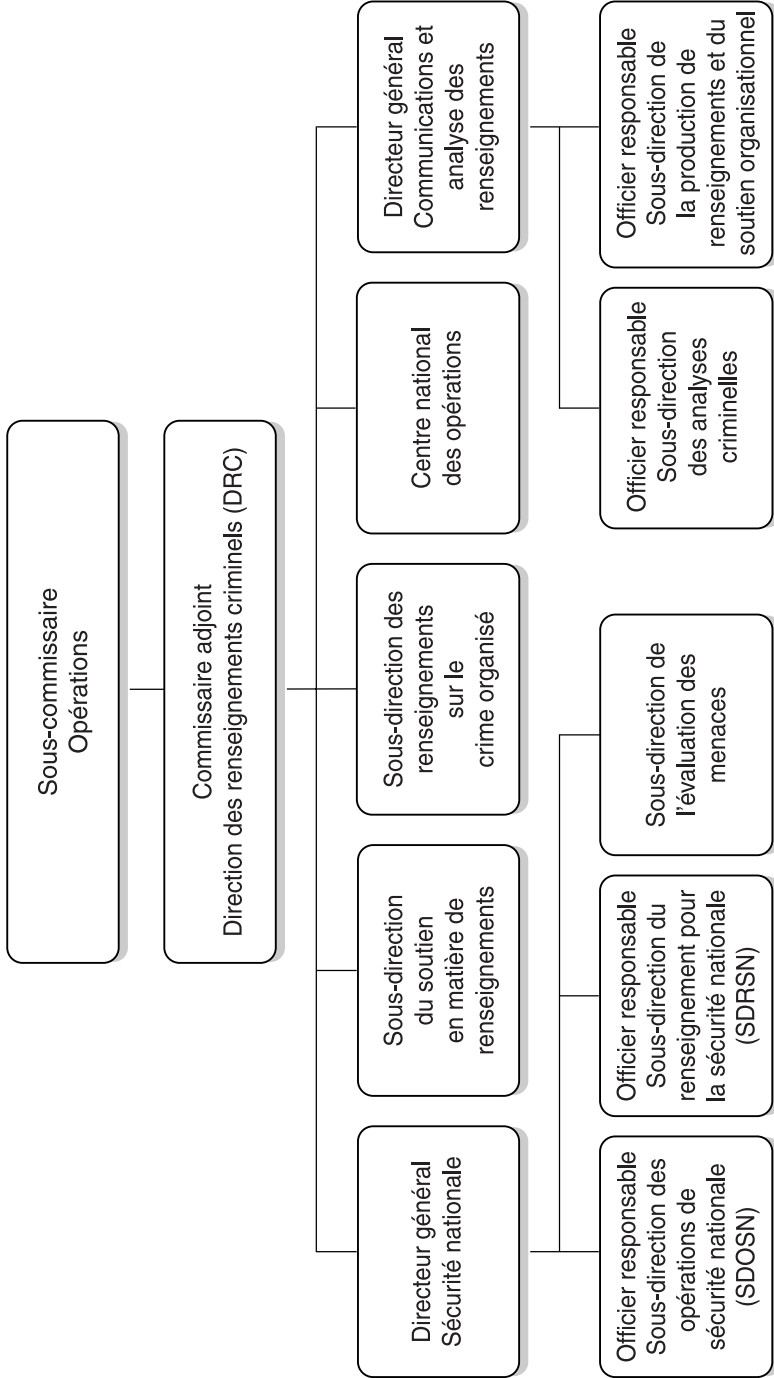 Sous-commissaire
Opérations
Commissaire adjoint
Direction des renseignements criminels (DRC)
Directeur général
Sécurité nationale
Sous-direction
du soutien
en matière de
renseignements
Sous-direction des
renseignements
sur le
crime organisé
Centre national
des opérations
Directeur général
Communications et
analyse des
renseignements
Officier responsable
Sous-direction des
opérations de
sécurité nationale
(SDOSN)
Officier responsable
Sous-direction du
renseignement pour
la sécurité nationale
(SDRSN)
Sous-direction de
l'évaluation des
menaces
Officier responsable
Sous-direction
des analyses
criminelles
Officier responsable
Sous-direction de
la production de
renseignements et du
soutien organisationnel